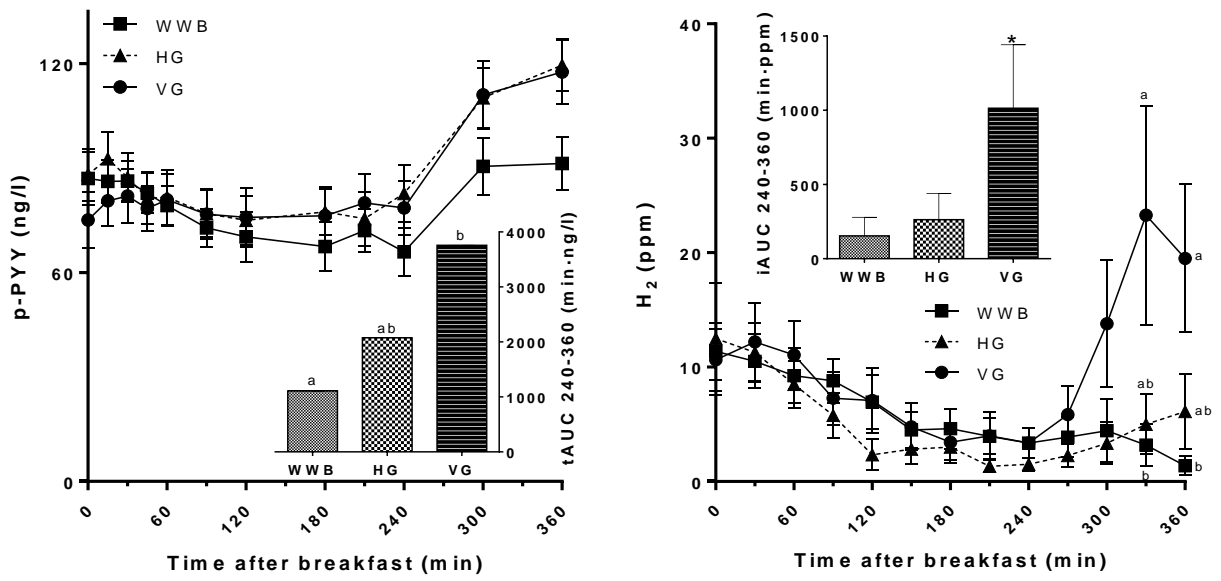 WWB
HG
VG
120
60
0
p-PYY (ng/l)
0 60 120 180 240 300 360
Time after breakfast (min)
a
ab
b
WWB HG VG
4000
3000
2000
1000
0
tAUC 240-360 (min·ng/l)
40
30
20
10
0
H2 (ppm)
iAUC 240-360 (min·ppm)
1500
1000
500
0
*
WWB HG VG
WWB
HG
VG
a
a
ab
ab
b
b
0 60 120 180 240 300 360
Time after breakfast (min)